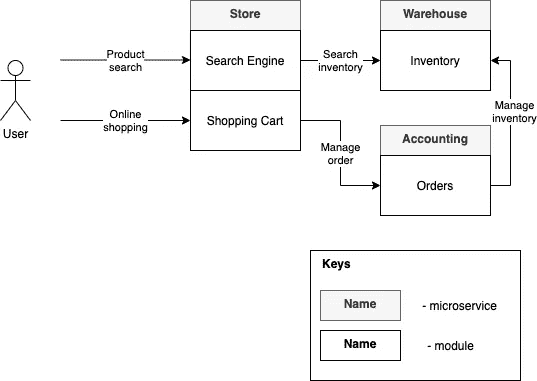 Store
Warehouse
Product
search
Search Engine
Search
inventory
Inventory
User
Online
shopping
Shopping Cart
Manage
order
Manage
inventory
Accounting
Orders
Keys
Name
- microservice
Name
- module